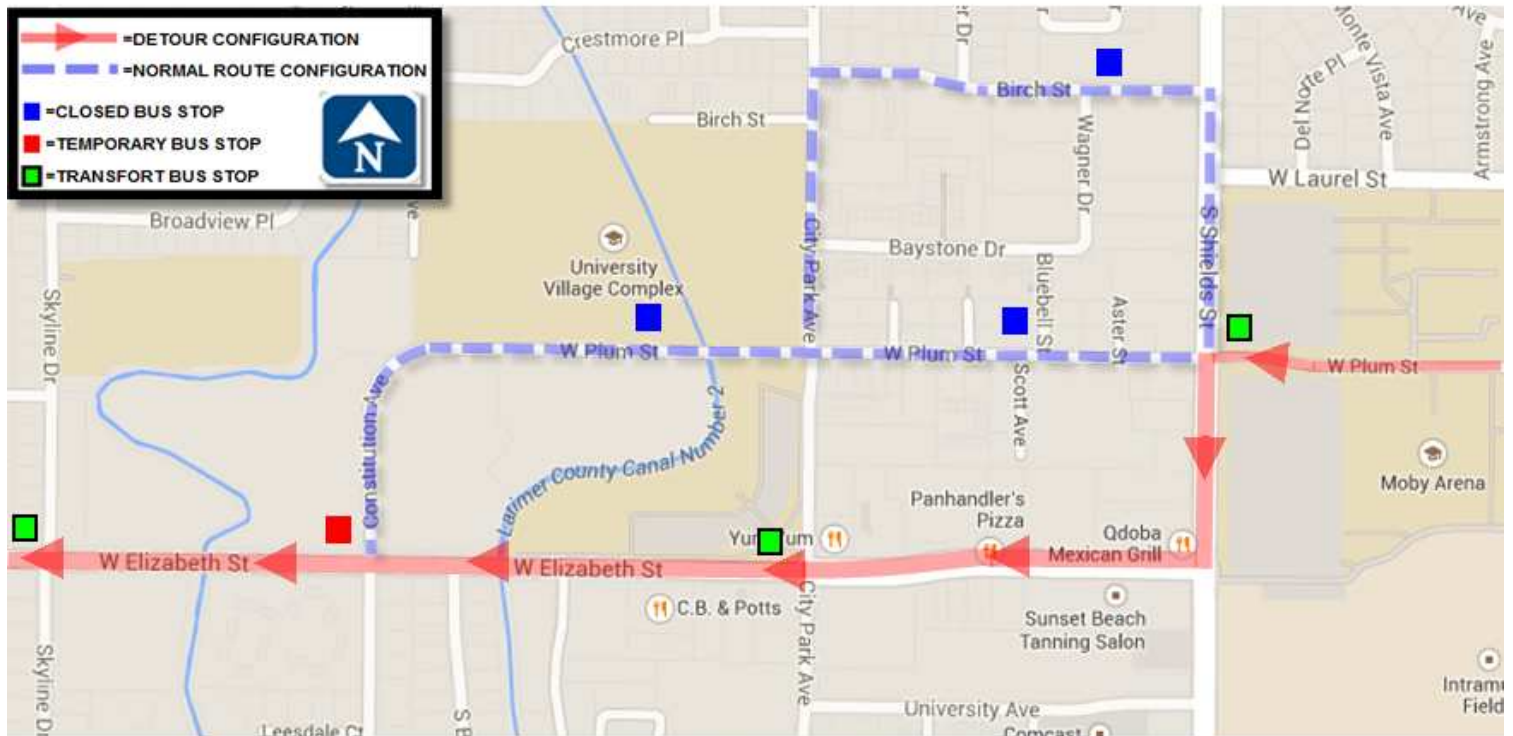 =DETOUR CONFIGURATION
=NORMAL ROUTE CONFIGURATION
=CLOSED BUS STOP
=TEMPORARY BUS STOP
=TRANSFORT BUS STOP
N
Crestmore Pl
Birch St
Birch St
Wagner Dr
Del Norte Pl
Monte Vista Ave
Ave
Armstrong Ave
W Laurel St
Broadview Pl
University
Village Complex
City Park Ave
Baystone Dr
Bluebell St
Aster St
S Shields St
Skyline Dr
W Plum St
W Plum St
W Plum St
Constitution Ave
Scott Ave
Larimer County Canal Number 2
Moby Arena
Panhandler's
Pizza
Qdoba
Mexican Grill
W Elizabeth St
W Elizabeth St
City Park Ave
C.B. & Potts
Sunset Beach
Tanning Salon
Skyline Dr
University Ave
Leesdale Ct
Comcast
Field